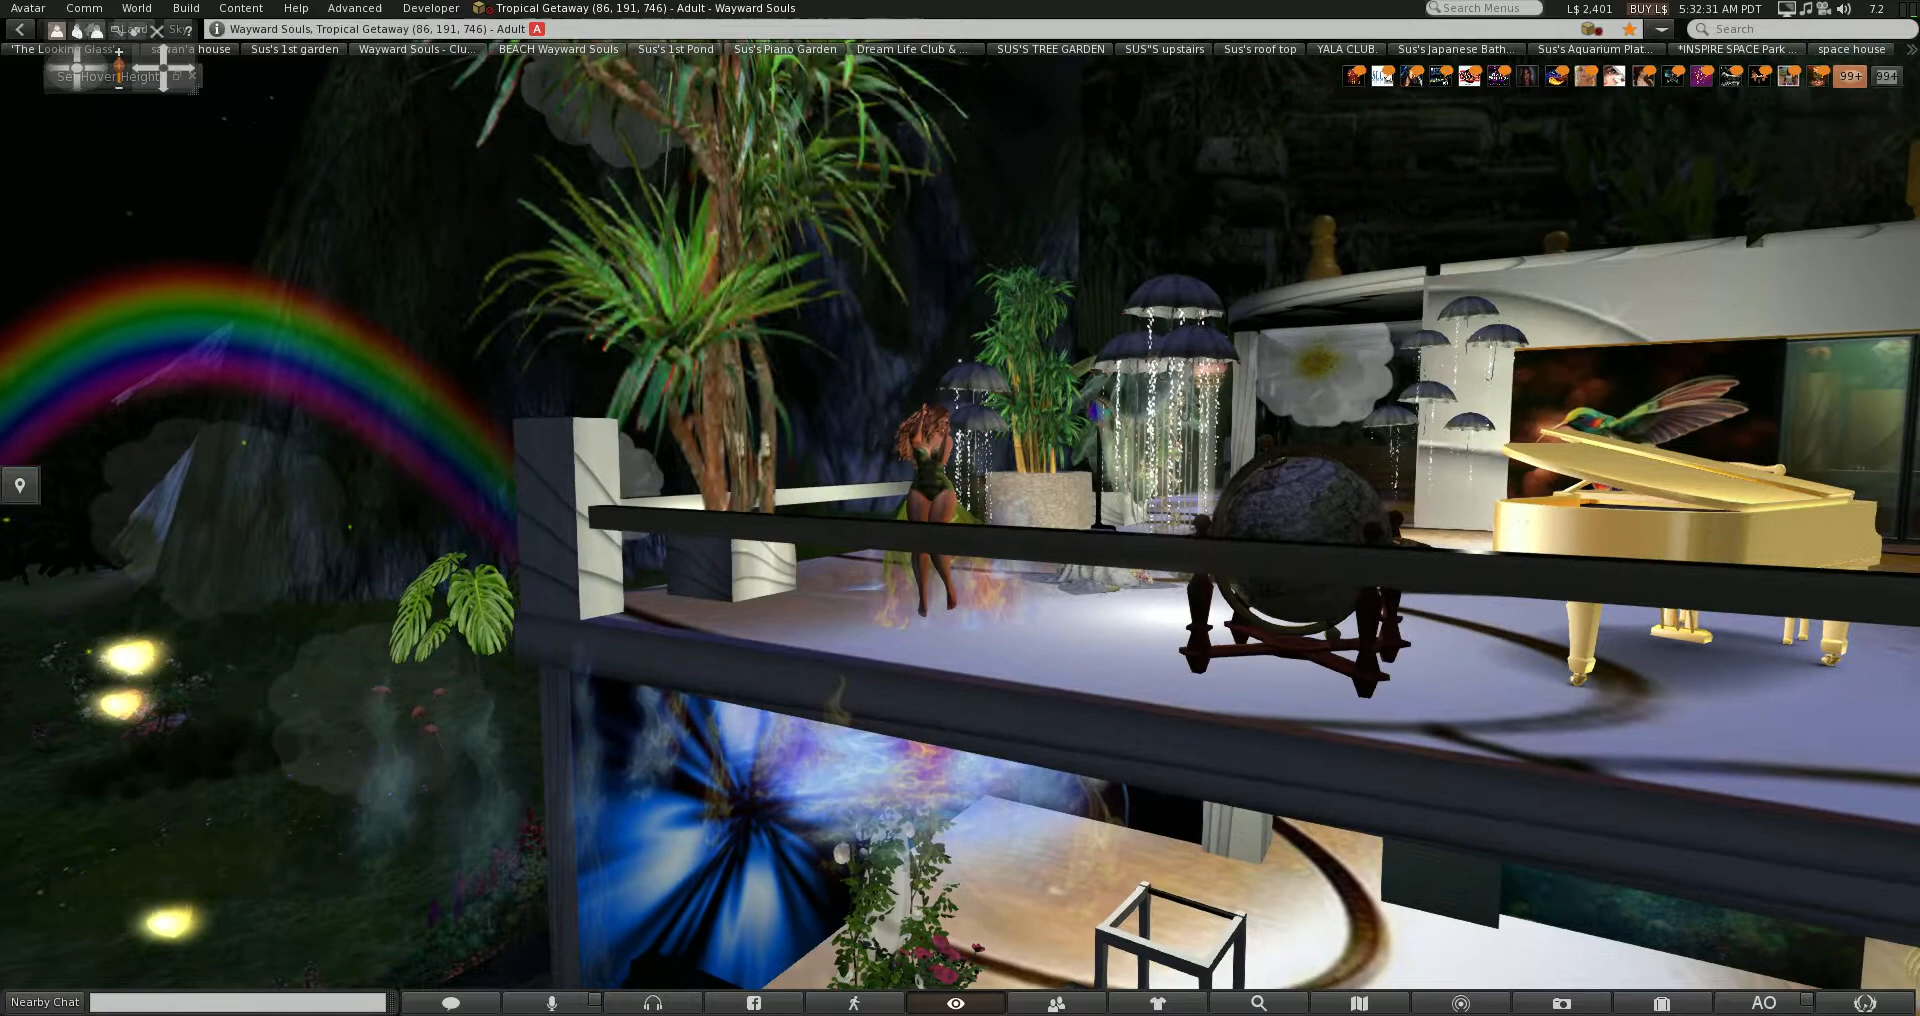 Avatar Comm World Build Content Help Advanced Developer Tropical Getaway (86, 191, 746) - Adult - Wayward Souls Search Menus L$ 2,401 BUY L$ 5:32:31 AM PDT 7.2
Wayward Souls, Tropical Getaway (86, 191, 746) - Adult A Search
'The Looking Glass' house Sus's 1st garden Wayward Souls - Clu... BEACH Wayward Souls Sus's 1st Pond Sus's Piano Garden Dream Life Club & ... SUS'S TREE GARDEN SUS"S upstairs Sus's roof top YALA CLUB. Sus's Japanese Bath... Sus's Aquarium Plat... *INSPIRE SPACE Park ... space house
Set Hover Height 99+ 99+
Nearby Chat AO